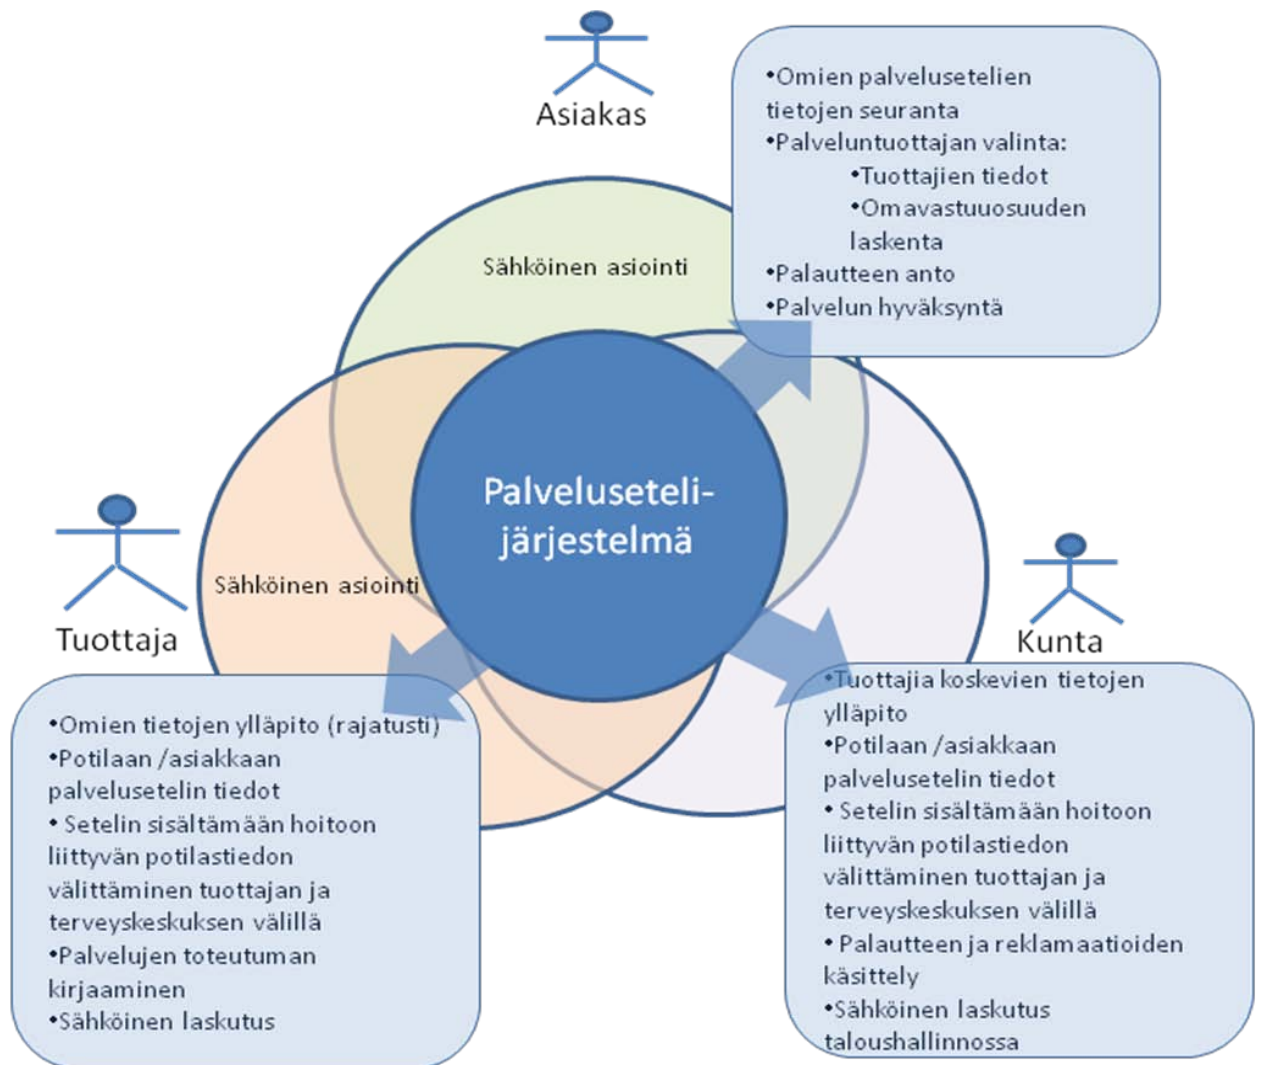 Asiakas
•Omien palvelusetelien
tietojen seuranta
•Palveluntuottajan valinta:
•Tuottajien tiedot
•Omavastuuosuuden
laskenta
•Palautteen anto
•Palvelun hyväksyntä
Sähköinen asiointi
Palveluseteli-
järjestelmä
Sähköinen asiointi
Tuottaja
•Omien tietojen ylläpito (rajatusti)
•Potilaan /asiakkaan
palvelusetelin tiedot
• Setelin sisältämään hoitoon
liittyvän potilastiedon
välittäminen tuottajan ja
terveyskeskuksen välillä
•Palvelujen toteutuman
kirjaaminen
•Sähköinen laskutus
Kunta
•Tuottajia koskevien tietojen
ylläpito
•Potilaan /asiakkaan
palvelusetelin tiedot
• Setelin sisältämään hoitoon
liittyvän potilastiedon
välittäminen tuottajan ja
terveyskeskuksen välillä
• Palautteen ja reklamaatioiden
käsittely
•Sähköinen laskutus
taloushallinnossa